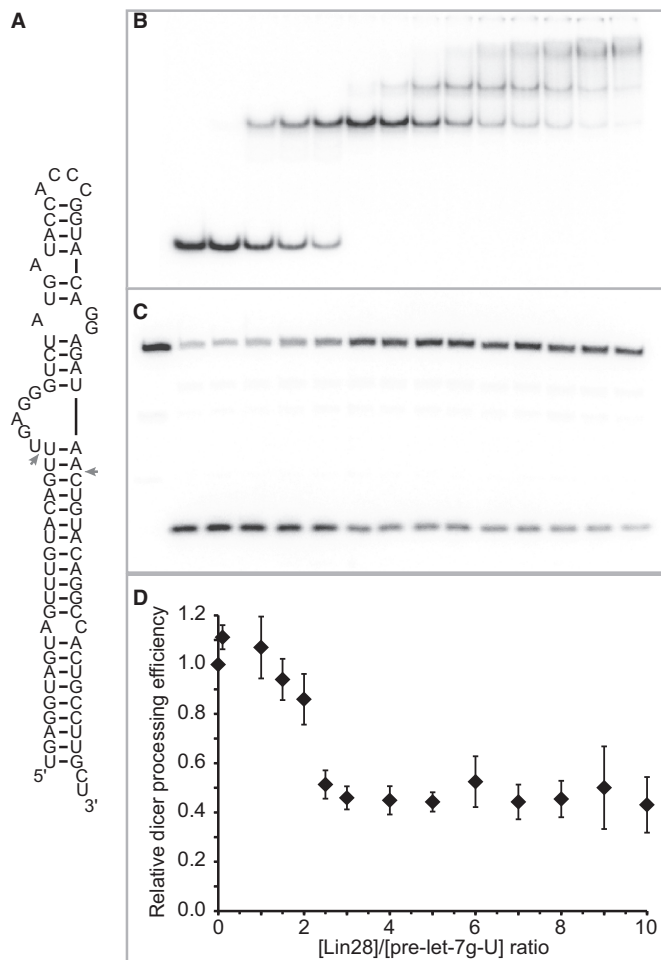 A
B
C
D
C C
A C
C–G
C–G
A–U
U–A
A
G–C
U–A
G
A G
U–A
C–G
U–A
G G–U
G
A
G
U U–A
U–A
G–C
A–U
C–G
A–U
U–A
G–C
U–A
U–G
U–G
G–C
A C
U–A
G–C
A–U
U–G
G–C
G–C
A–U
G–U
U–G
5' C
U
3'
Relative dicer processing efficiency
1.2
1.0
0.8
0.6
0.4
0.2
0.0
0 2 4 6 8 10
[Lin28]/[pre-let-7g-U] ratio